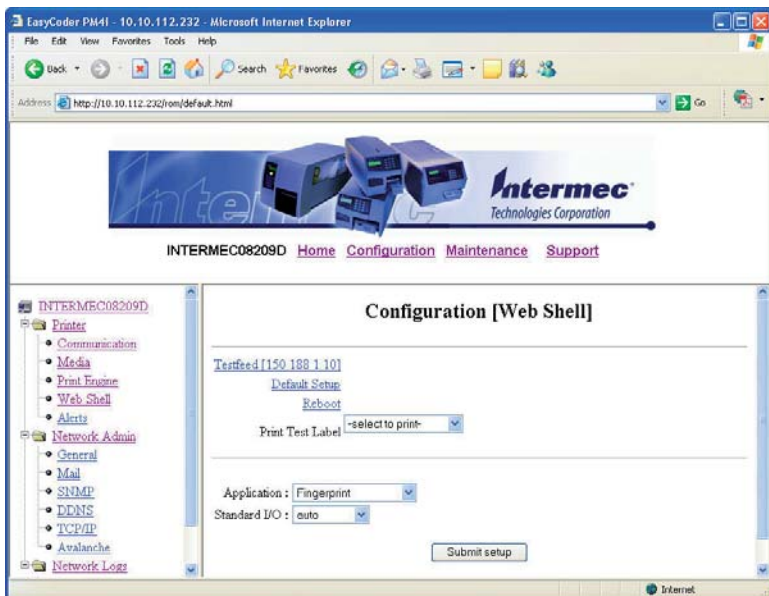 EasyCoder PM4i - 10.10.112.232 - Microsoft Internet Explorer
File Edit View Favorites Tools Help
Back Search Favorites
Address http://10.10.112.232/rom/default.html Go
Intermec
Intermec
Technologies Corporation
INTERMEC08209D Home Configuration Maintenance Support
INTERMEC08209D
Printer
Communication
Media
Print Engine
Web Shell
Alerts
Network Admin
General
Mail
SNMP
DDNS
TCP/IP
Avalanche
Network Logs
Configuration [Web Shell]
Testfeed [150 188 1 10]
Default Setup
Reboot
Print Test Label -select to print-
Application : Fingerprint
Standard I/O : auto
Submit setup
Internet